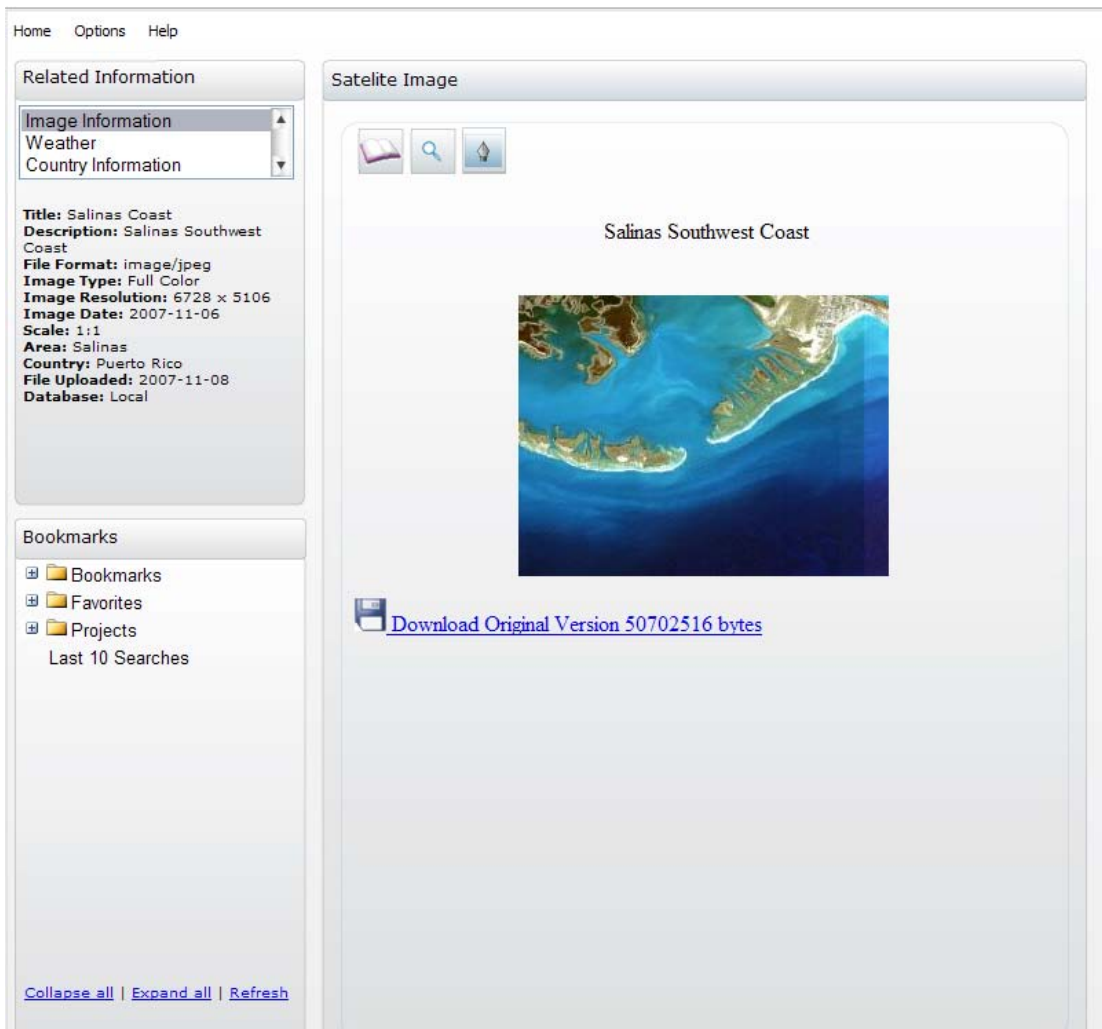 Home Options Help
Related Information
Image Information
Weather
Country Information
Title: Salinas Coast
Description: Salinas Southwest
Coast
File Format: image/jpeg
Image Type: Full Color
Image Resolution: 6728 x 5106
Image Date: 2007-11-06
Scale: 1:1
Area: Salinas
Country: Puerto Rico
File Uploaded: 2007-11-08
Database: Local
Bookmarks
Bookmarks
Favorites
Projects
Last 10 Searches
Collapse all | Expand all | Refresh
Satelite Image
Salinas Southwest Coast
Download Original Version 50702516 bytes